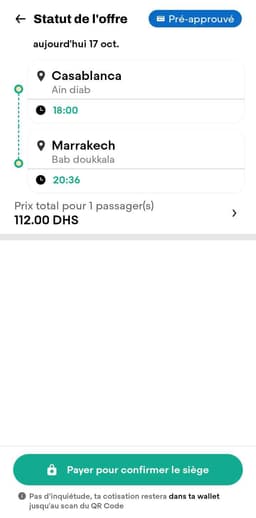 Statut de l'offre
Pré-approuvé
aujourd'hui 17 oct.
Casablanca
Ain diab
18:00
Marrakech
Bab doukkala
20:36
Prix total pour 1 passager(s)
112.00 DHS
Payer pour confirmer le siège
Pas d'inquiétude, ta cotisation restera dans ta wallet
jusqu'au scan du QR Code